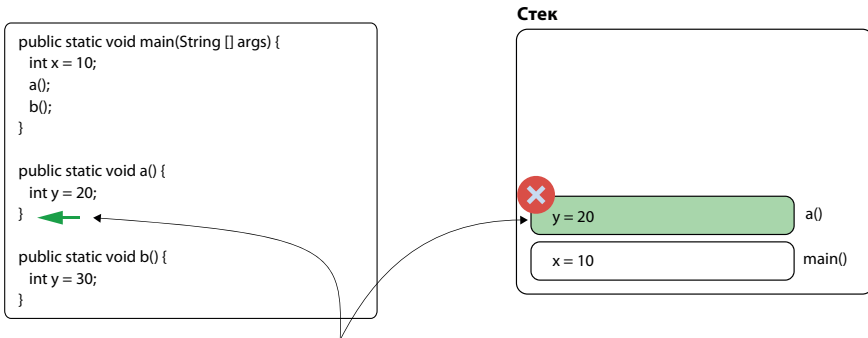 public static void main(String [] args) {
int x = 10;
a();
b();
}
public static void a() {
int y = 20;
}
public static void b() {
int y = 30;
}
Стек
y = 20
a()
x = 10
main()